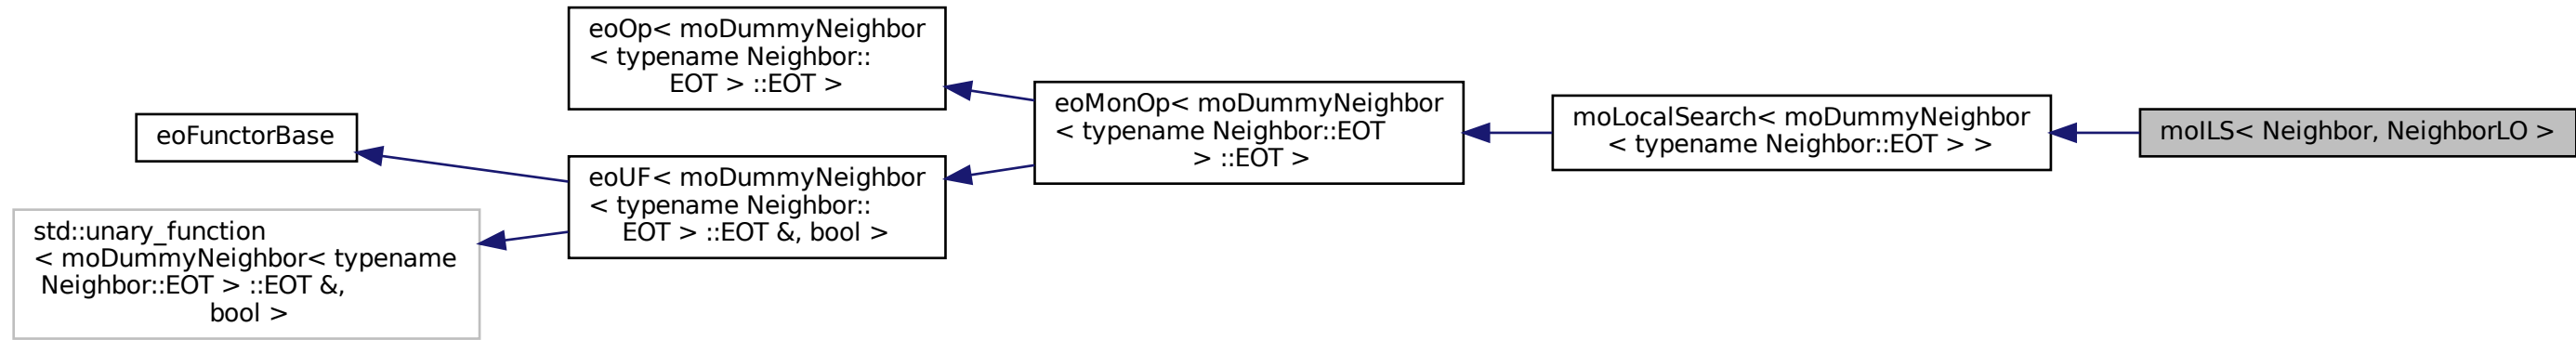 eoOp< moDummyNeighbor
< typename Neighbor::
EOT > ::EOT >
eoFunctorBase
eoUF< moDummyNeighbor
< typename Neighbor::
EOT > ::EOT &, bool >
std::unary_function
< moDummyNeighbor< typename
Neighbor::EOT > ::EOT &,
bool >
eoMonOp< moDummyNeighbor
< typename Neighbor::EOT
> ::EOT >
moLocalSearch< moDummyNeighbor
< typename Neighbor::EOT > >
moILS< Neighbor, NeighborLO >